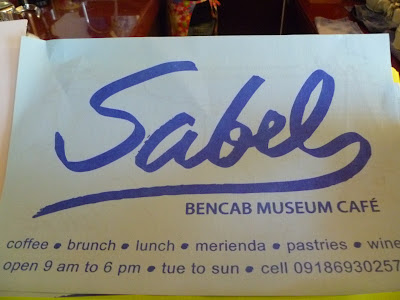 Sabel
BENCAB MUSEUM CAFÉ
coffee • brunch • lunch • merienda • pastries • wine
open 9 am to 6 pm • tue to sun • cell 09186930257